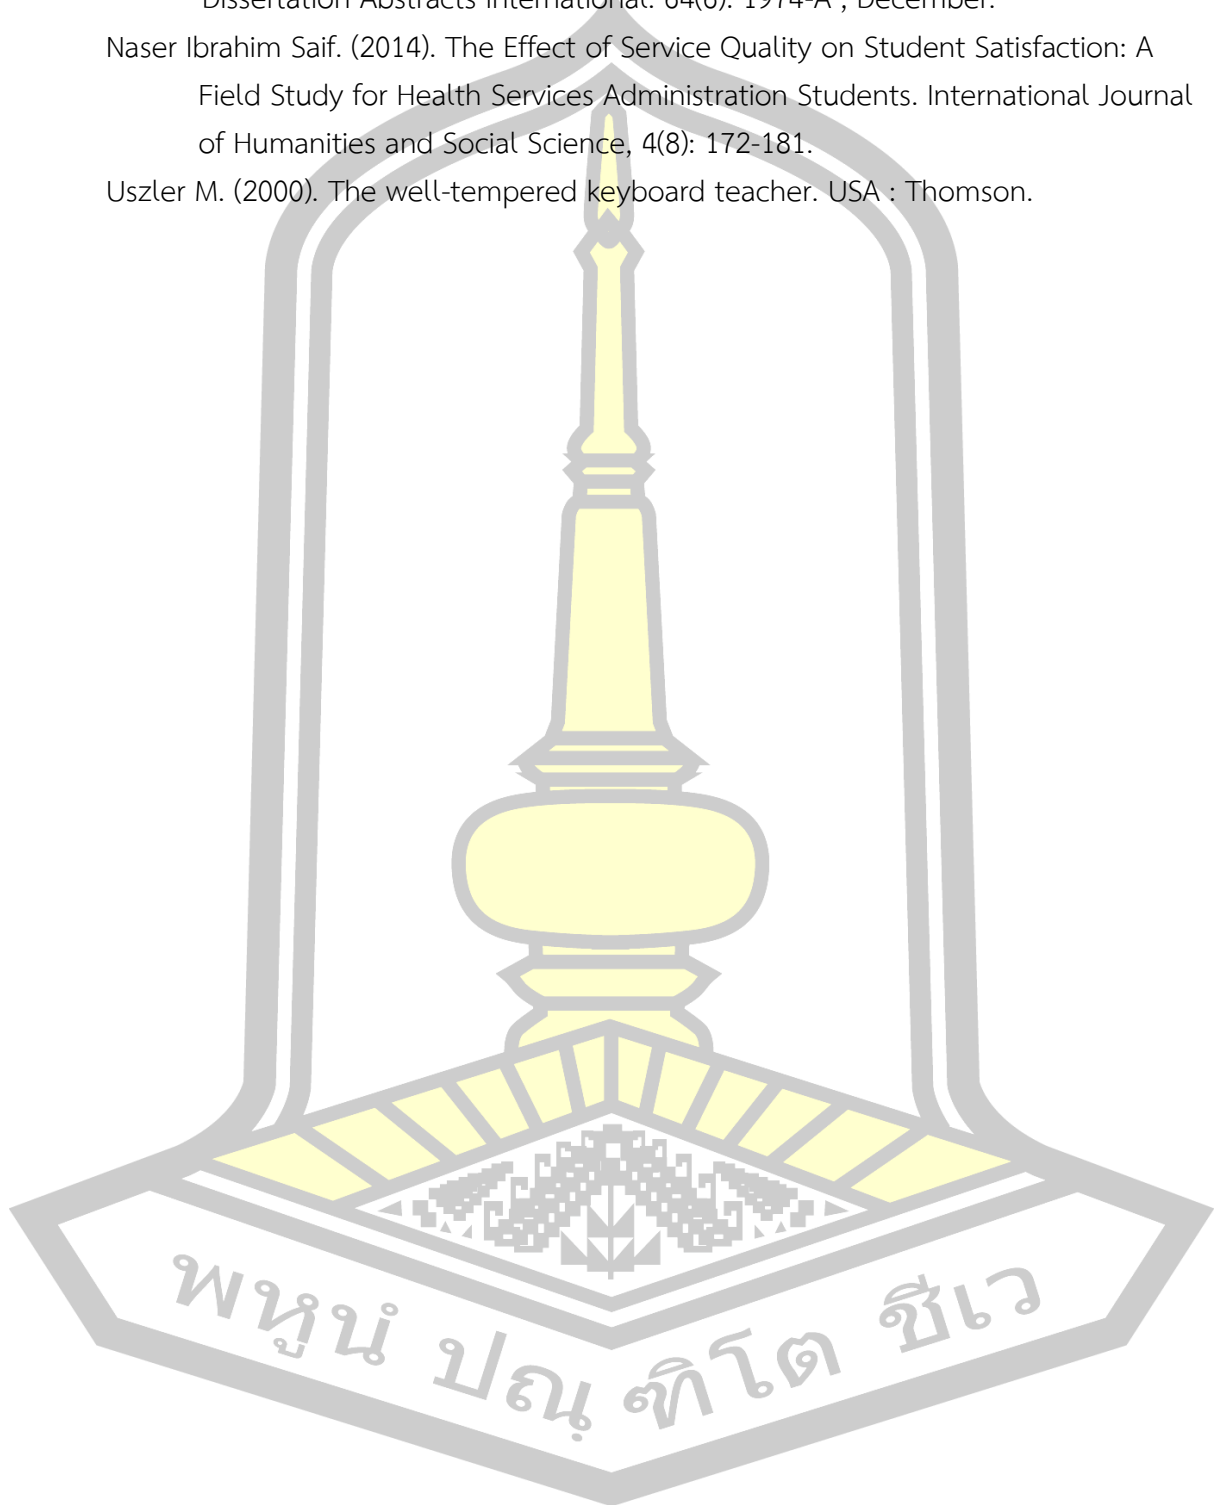 Dissertation Abstracts International. 64(6): 1974-A , December.
Naser Ibrahim Saif. (2014). The Effect of Service Quality on Student Satisfaction: A
Field Study for Health Services Administration Students. International Journal
of Humanities and Social Science, 4(8): 172-181.
Uszler M. (2000). The well-tempered keyboard teacher. USA : Thomson.
พหูนํ ปณฺ ฑิโต ชีเว